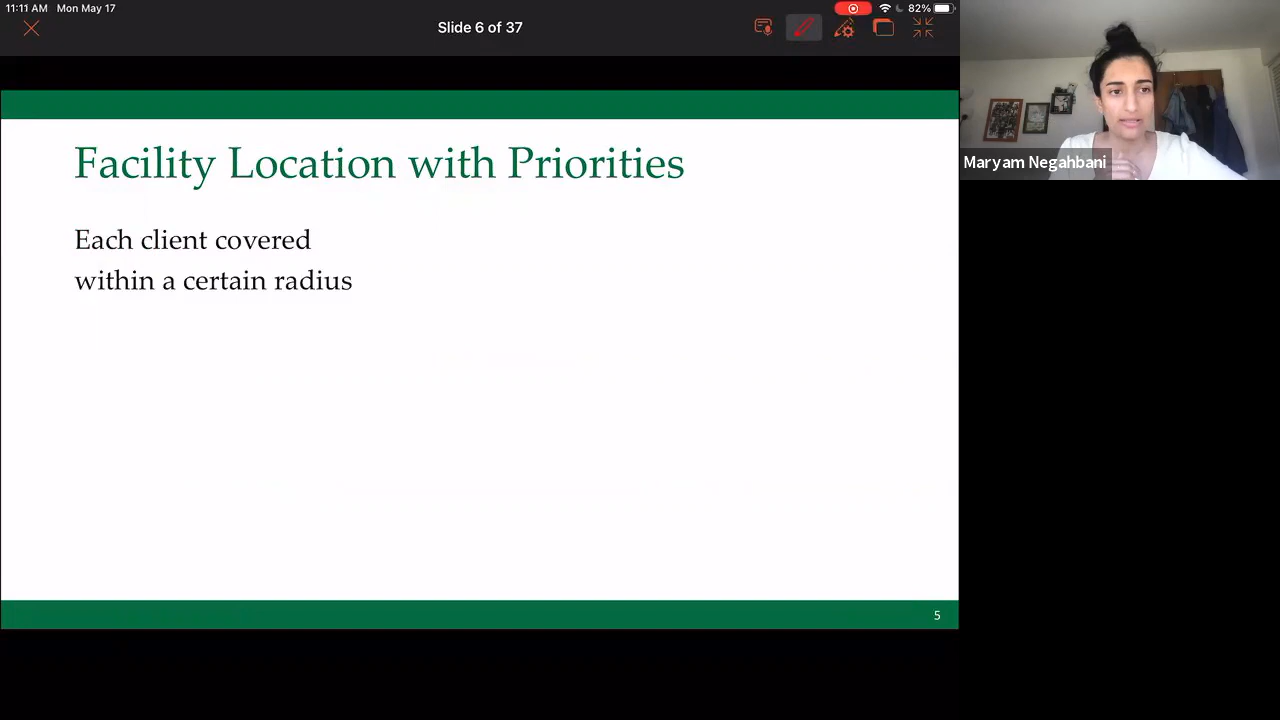 11:11 AM Mon May 17
82%
Slide 6 of 37
Facility Location with Priorities
Each client covered
within a certain radius
5
Maryam Negahbani